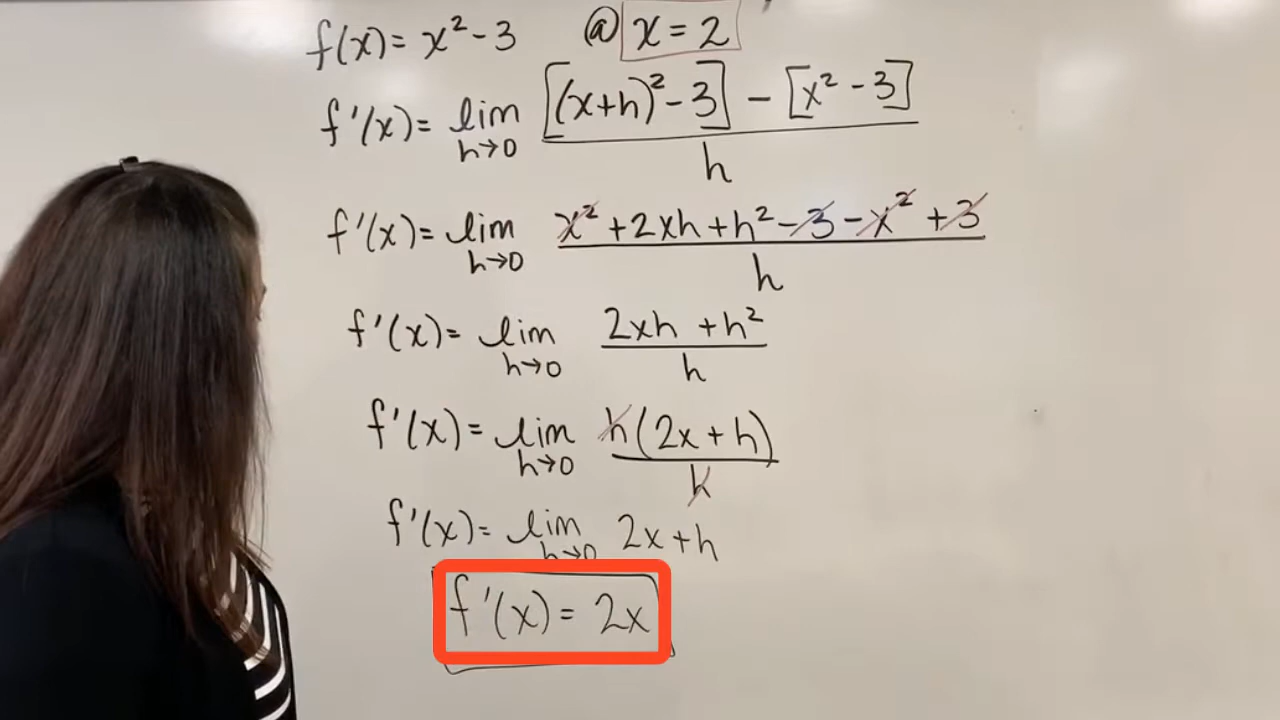 f(x) = x² - 3 @ x = 2
f'(x) = lim h→0 [(x+h)² - 3] - [x² - 3] / h
f'(x) = lim h→0 x² + 2xh + h² - 3 - x² + 3 / h
f'(x) = lim h→0 2xh + h² / h
f'(x) = lim h→0 h(2x + h) / h
f'(x) = lim h→0 2x + h
f'(x) = 2x